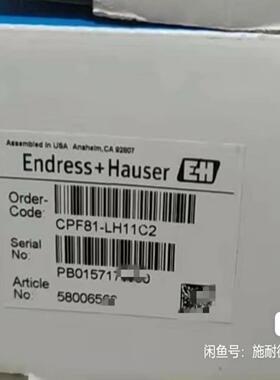 Assembled in USA Anaheim, CA 92807
Endress+Hauser EH
Order-
Code:
CPF81-LH11C2
Serial
No:
Article
No:
闲鱼号：